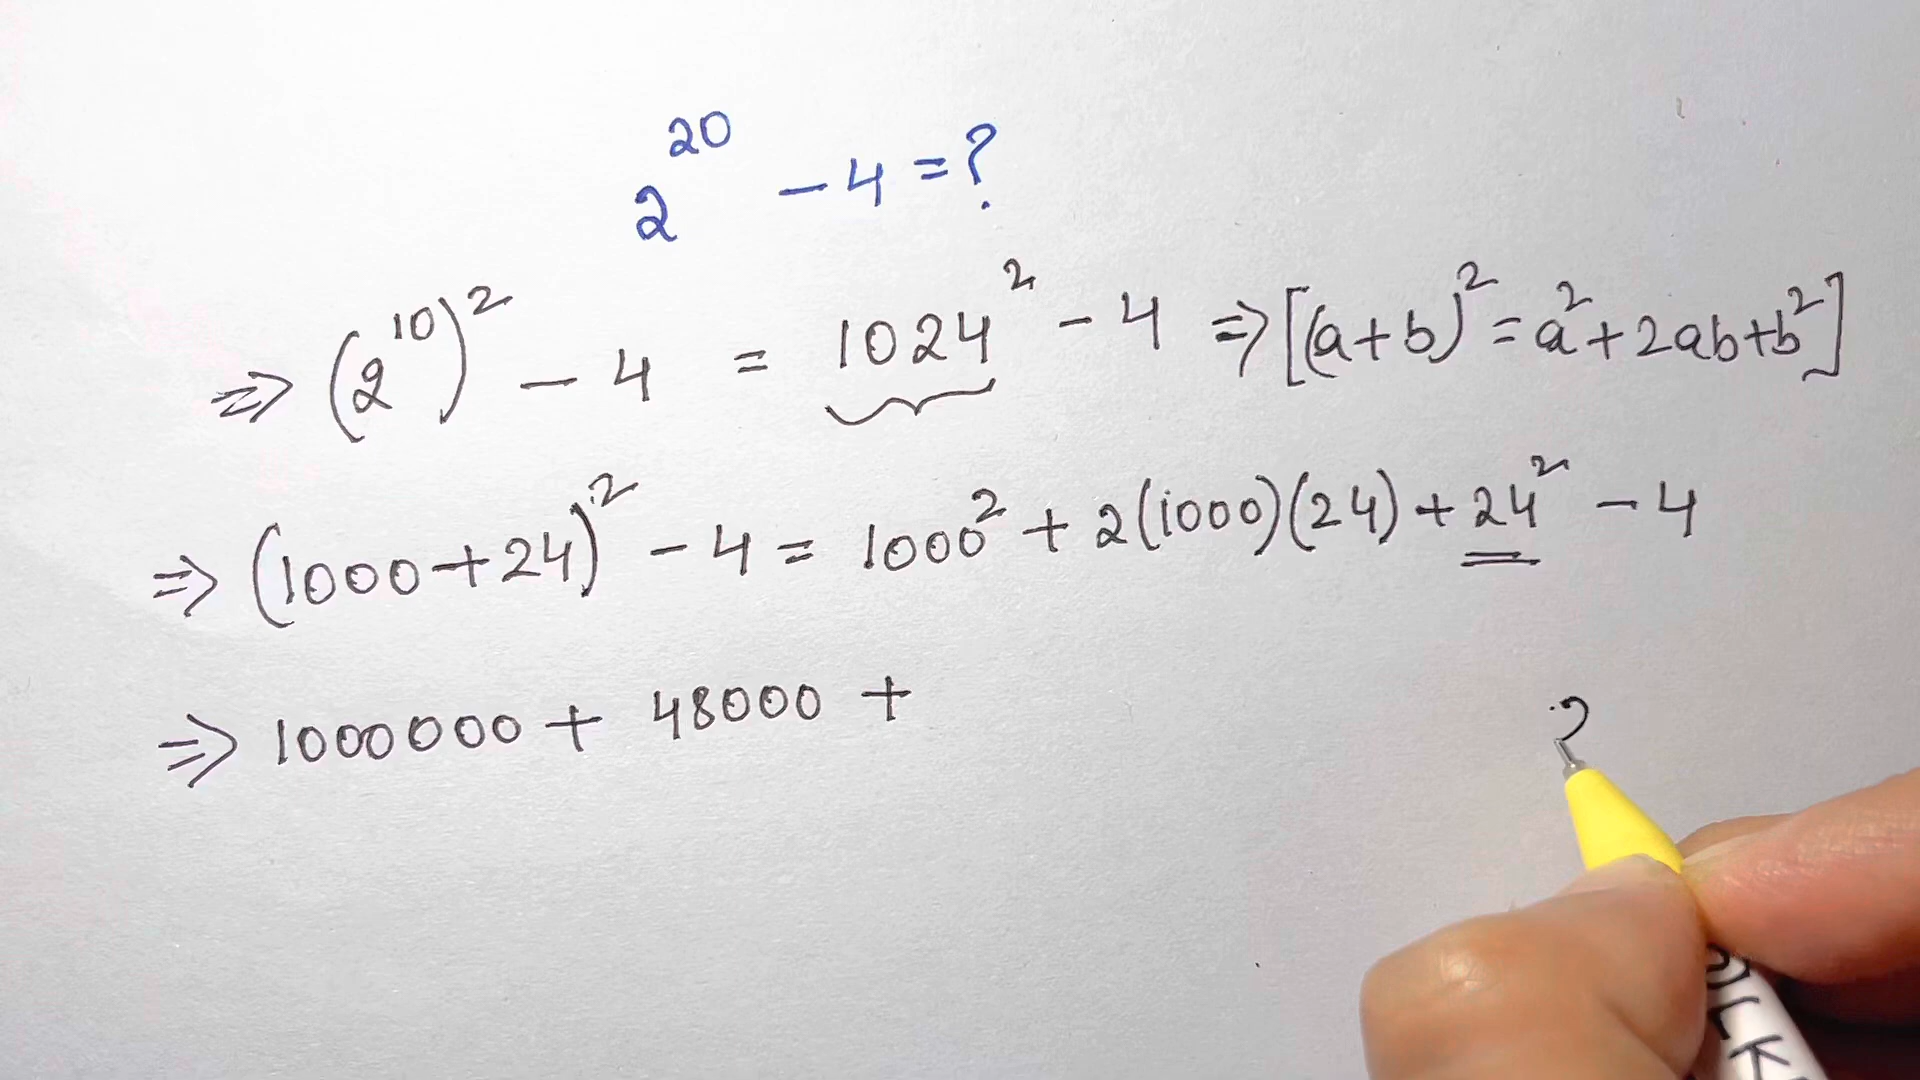 2^20 - 4 = ?
⇒ (2^10)^2 - 4 = 1024^2 - 4 ⇒ [(a+b)^2 = a^2 + 2ab + b^2]
⇒ (1000 + 24)^2 - 4 = 1000^2 + 2(1000)(24) + 24^2 - 4
⇒ 1000000 + 48000 +